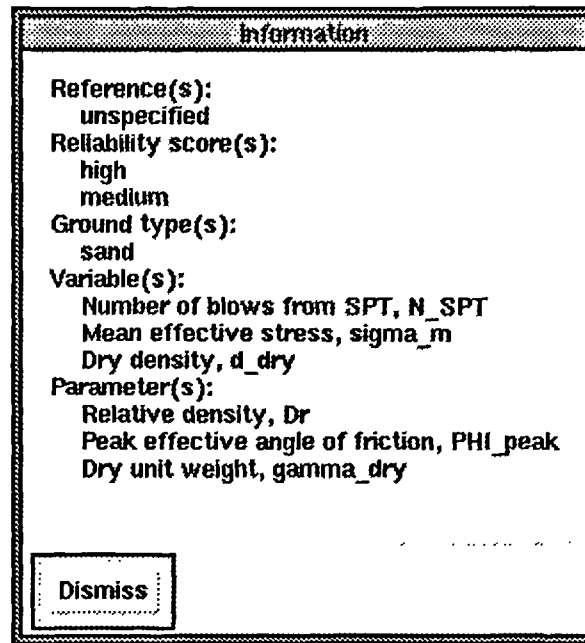 Information
Reference(s):
unspecified
Reliability score(s):
high
medium
Ground type(s):
sand
Variable(s):
Number of blows from SPT, N_SPT
Mean effective stress, sigma_m
Dry density, d_dry
Parameter(s):
Relative density, Dr
Peak effective angle of friction, PHI_peak
Dry unit weight, gamma_dry
Dismiss